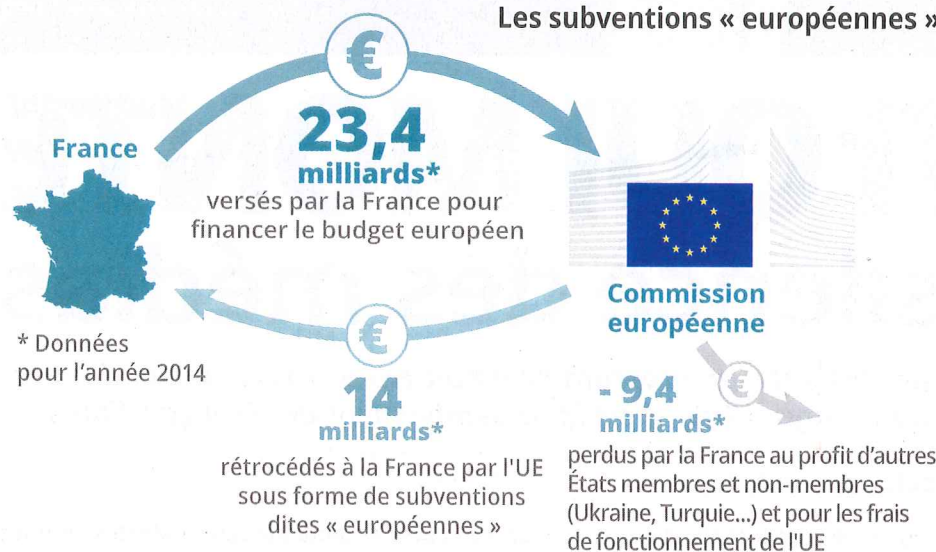 Les subventions « européennes »
€
23,4
milliards*
versés par la France pour
financer le budget européen
France
Commission
européenne
* Données
pour l'année 2014
€
14
milliards*
rétrocédés à la France par l'UE
sous forme de subventions
dites « européennes »
€
- 9,4
milliards*
perdus par la France au profit d'autres
États membres et non-membres
(Ukraine, Turquie...) et pour les frais
de fonctionnement de l'UE